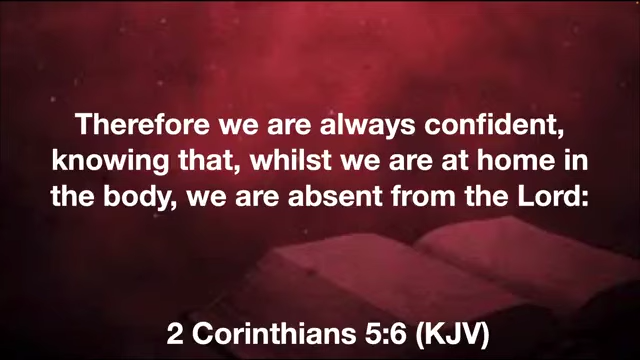 Therefore we are always confident,
knowing that, whilst we are at home in
the body, we are absent from the Lord:
2 Corinthians 5:6 (KJV)